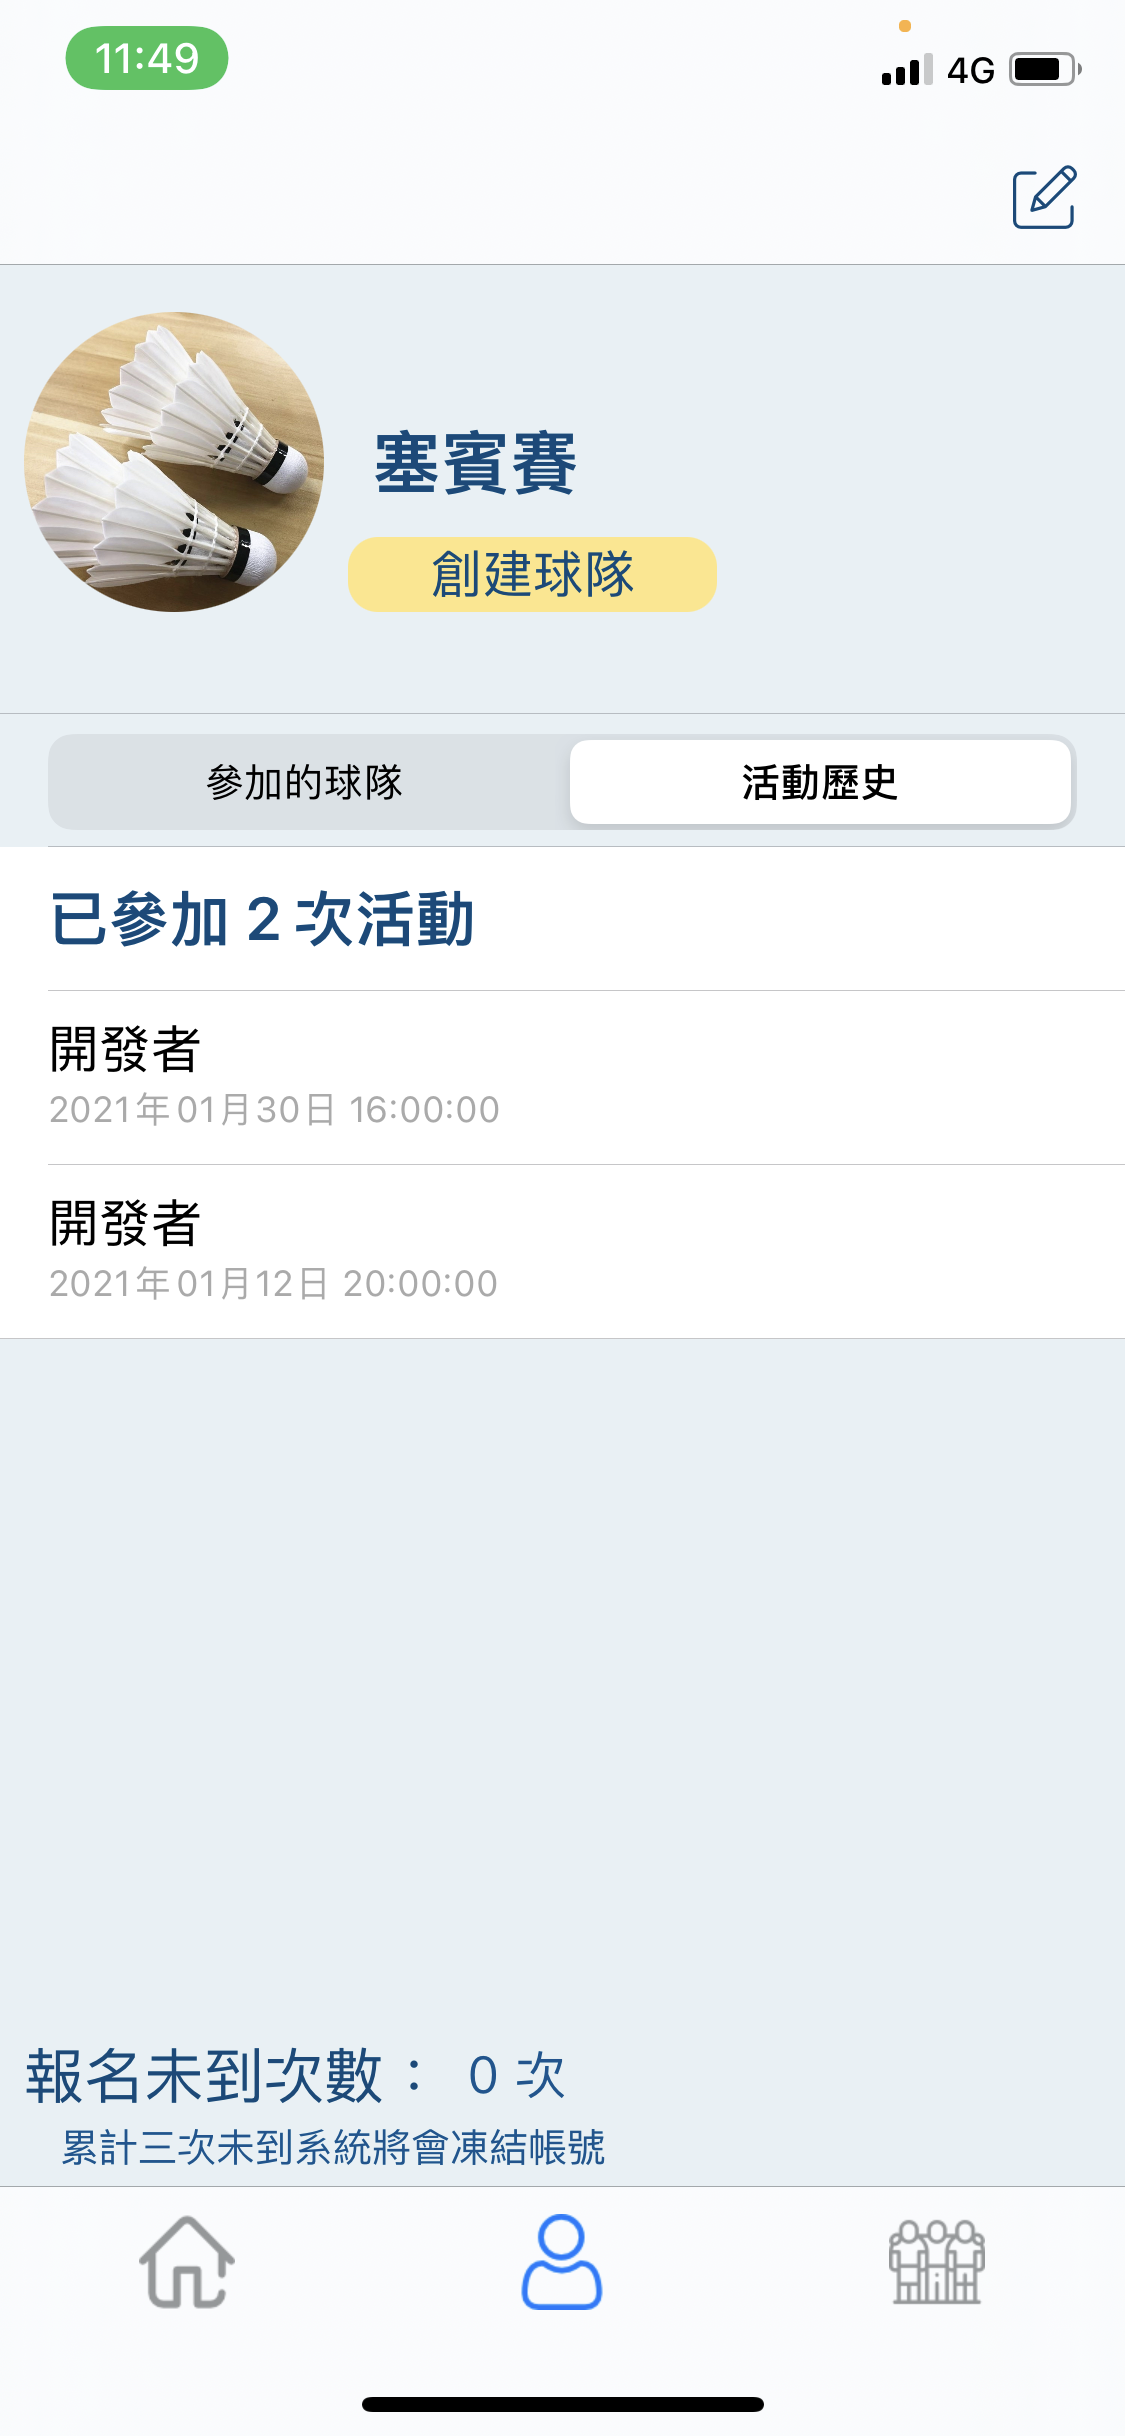 11:49
4G
塞賓賽
創建球隊
參加的球隊
活動歷史
已參加 2 次活動
開發者
2021年01月30日 16:00:00
開發者
2021年01月12日 20:00:00
報名未到次數： 0 次
累計三次未到系統將會凍結帳號